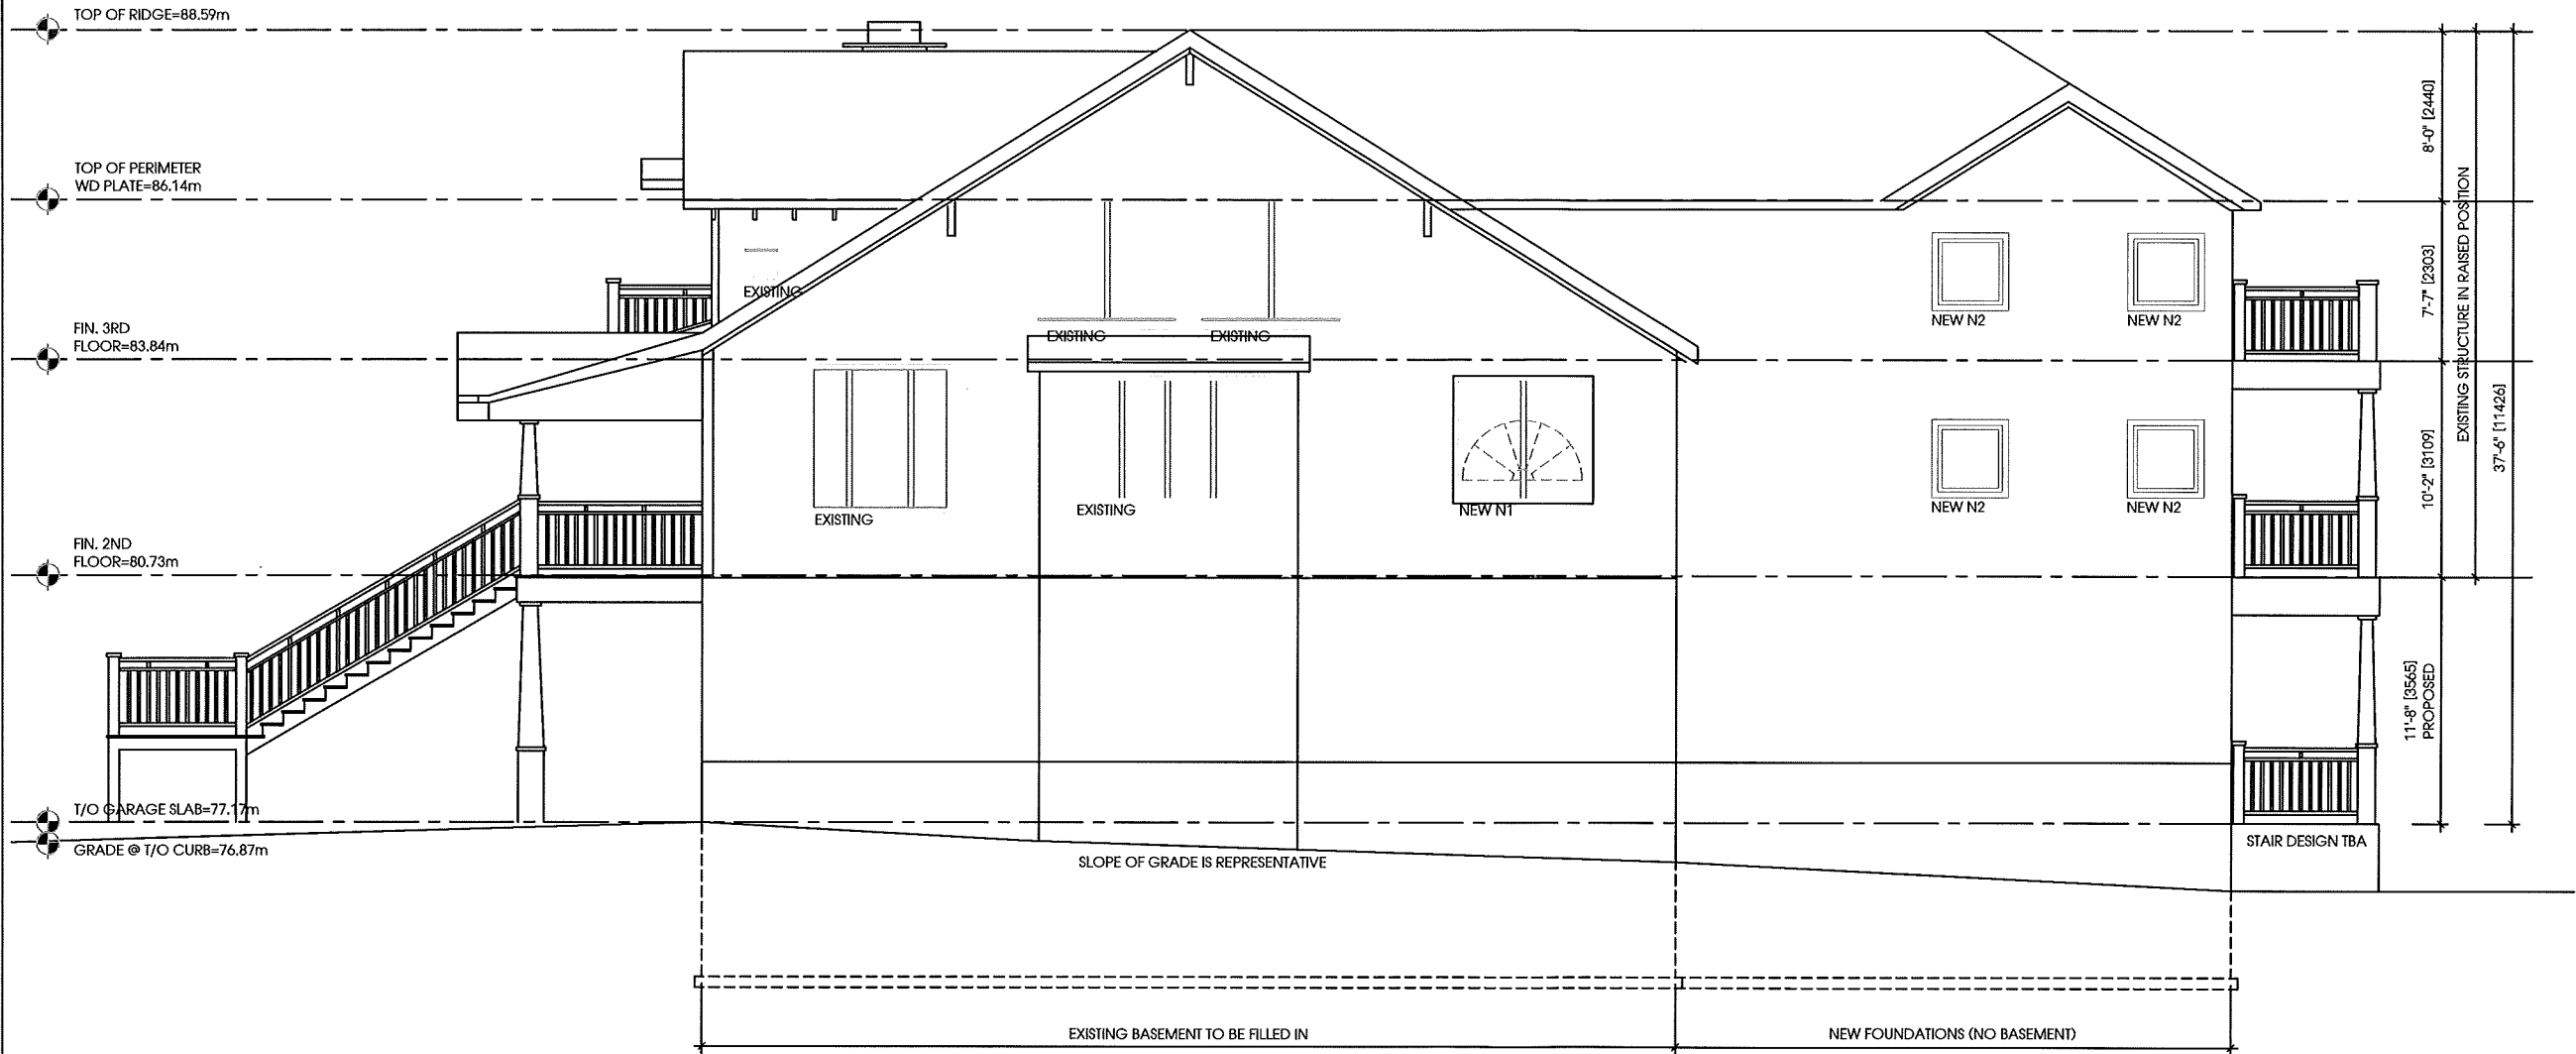 TOP OF RIDGE=88.59m
TOP OF PERIMETER
WD PLATE=86.14m
FIN. 3RD
FLOOR=83.84m
FIN. 2ND
FLOOR=80.73m
T/O GARAGE SLAB=77.17m
GRADE @ T/O CURB=76.87m
EXISTING
EXISTING
EXISTING
EXISTING
EXISTING
NEW N1
NEW N2
NEW N2
NEW N2
NEW N2
8'-0" [2440]
7'-7" [2303]
10'-2" [3109]
11'-8" [3565]
PROPOSED
EXISTING STRUCTURE IN RAISED POSITION
37'-6" [11426]
STAIR DESIGN TBA
SLOPE OF GRADE IS REPRESENTATIVE
EXISTING BASEMENT TO BE FILLED IN
NEW FOUNDATIONS (NO BASEMENT)